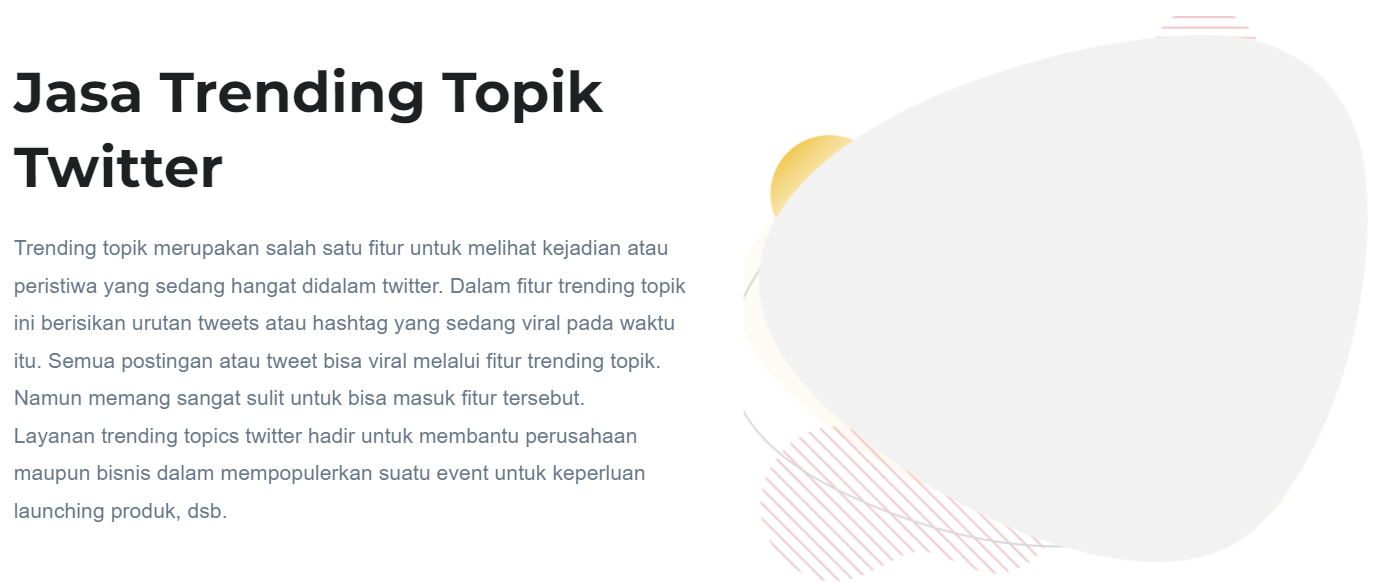 Jasa Trending Topik
Twitter
Trending topik merupakan salah satu fitur untuk melihat kejadian atau
peristiwa yang sedang hangat didalam twitter. Dalam fitur trending topik
ini berisikan urutan tweets atau hashtag yang sedang viral pada waktu
itu. Semua postingan atau tweet bisa viral melalui fitur trending topik.
Namun memang sangat sulit untuk bisa masuk fitur tersebut.
Layanan trending topics twitter hadir untuk membantu perusahaan
maupun bisnis dalam mempopulerkan suatu event untuk keperluan
launching produk, dsb.